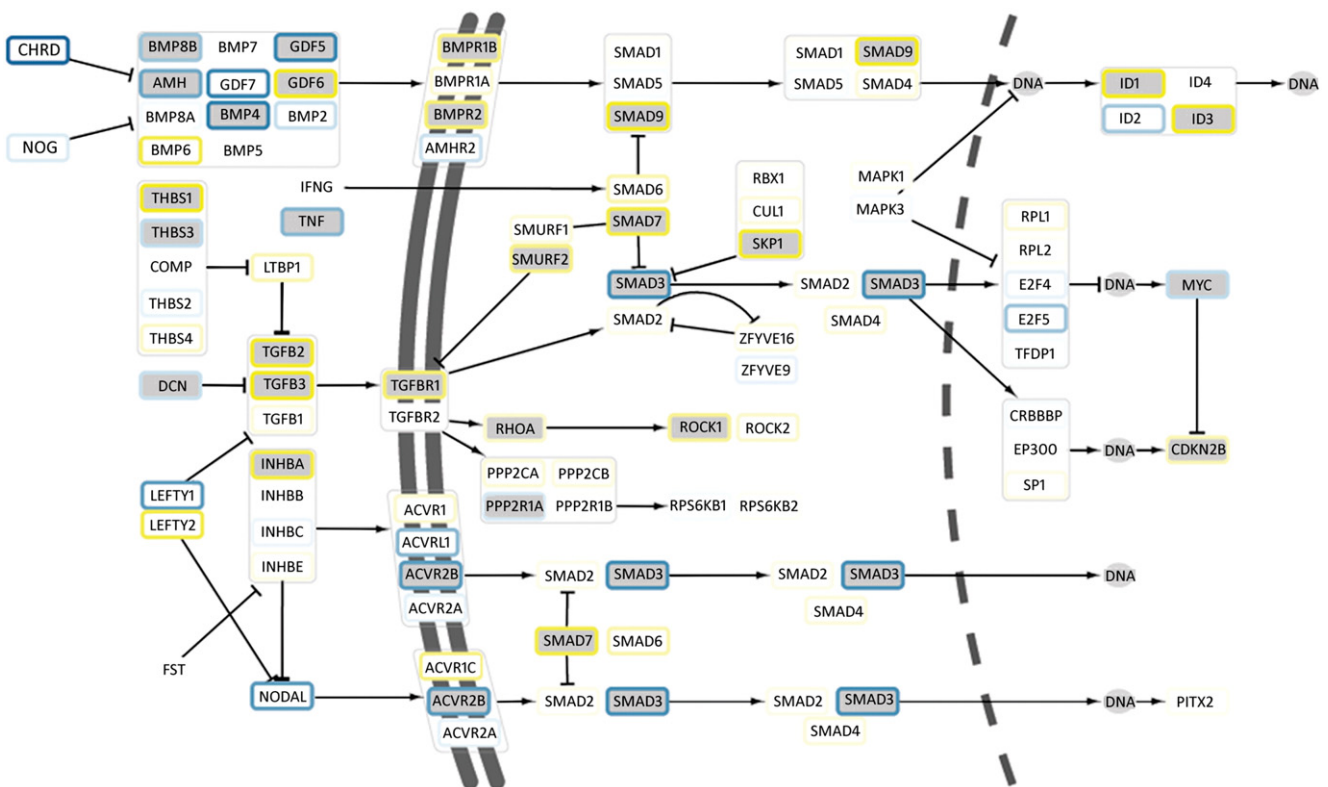 CHRD
BMP8B BMP7 GDF5
AMH GDF7 GDF6
BMP8A BMP4 BMP2
BMP6 BMP5
NOG
BMPR1B
BMPR1A
BMPR2
AMHR2
SMAD1
SMAD5
SMAD9
SMAD1 SMAD9
SMAD5 SMAD4
DNA
ID1 ID4
ID2 ID3
DNA
THBS1
THBS3
COMP
THBS2
THBS4
IFNG
TNF
LTBP1
SMAD6
SMURF1 SMAD7
SMURF2
RBX1
CUL1
SKP1
MAPK1
MAPK3
RPL1
RPL2
E2F4
E2F5
TFDP1
SMAD3
SMAD2
SMAD2 SMAD3
SMAD4
DNA
MYC
ZFYVE16
ZFYVE9
DCN
TGFB2
TGFB3
TGFB1
TGFBR1
TGFBR2
RHOA
ROCK1 ROCK2
CRBBBP
EP300
SP1
DNA
CDKN2B
LEFTY1
LEFTY2
INHBA
INHBB
INHBC
INHBE
PPP2CA PPP2CB
PPP2R1A PPP2R1B
RPS6KB1 RPS6KB2
ACVR1
ACVRL1
ACVR2B
ACVR2A
SMAD2 SMAD3
SMAD2 SMAD3
SMAD4
DNA
SMAD7 SMAD6
FST
NODAL
ACVR1C
ACVR2B
ACVR2A
SMAD2 SMAD3
SMAD2 SMAD3
SMAD4
DNA
PITX2